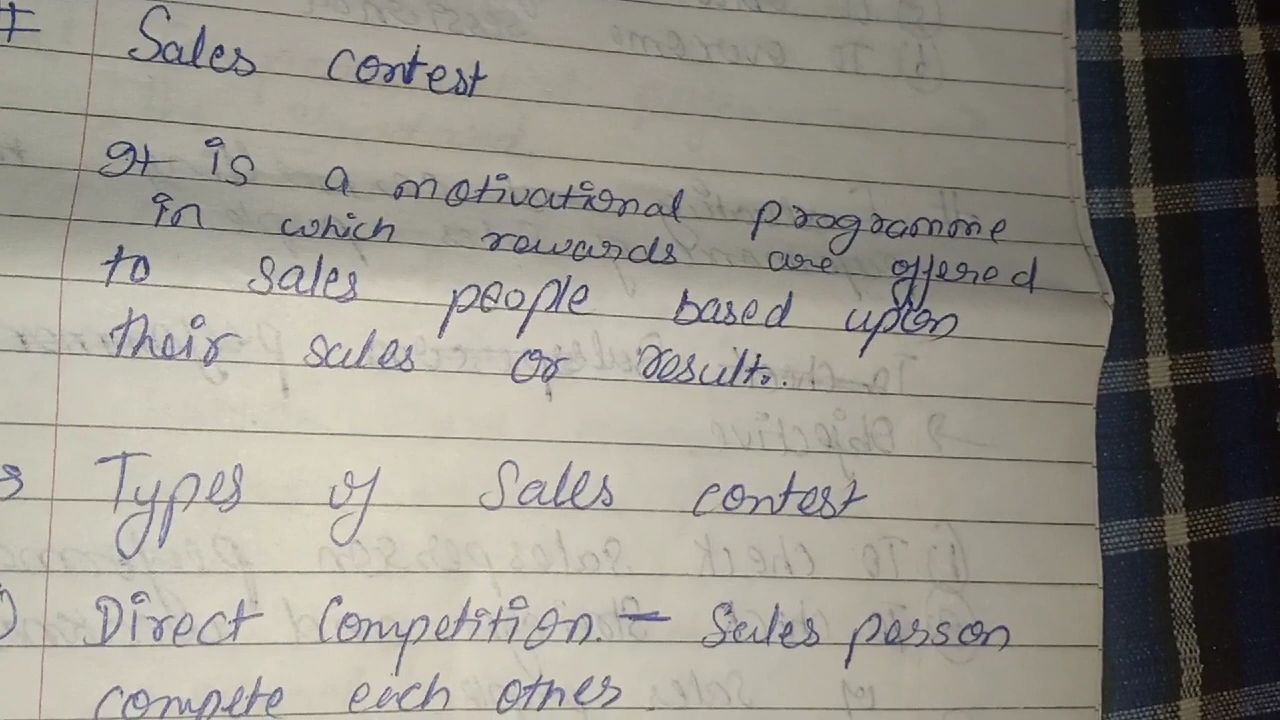 # Sales contest
It is a motivational programme
in which rewards are offered
to sales people based upon
their sales or result.
Types of Sales contest
Direct Competition. - Sales person
compete each other